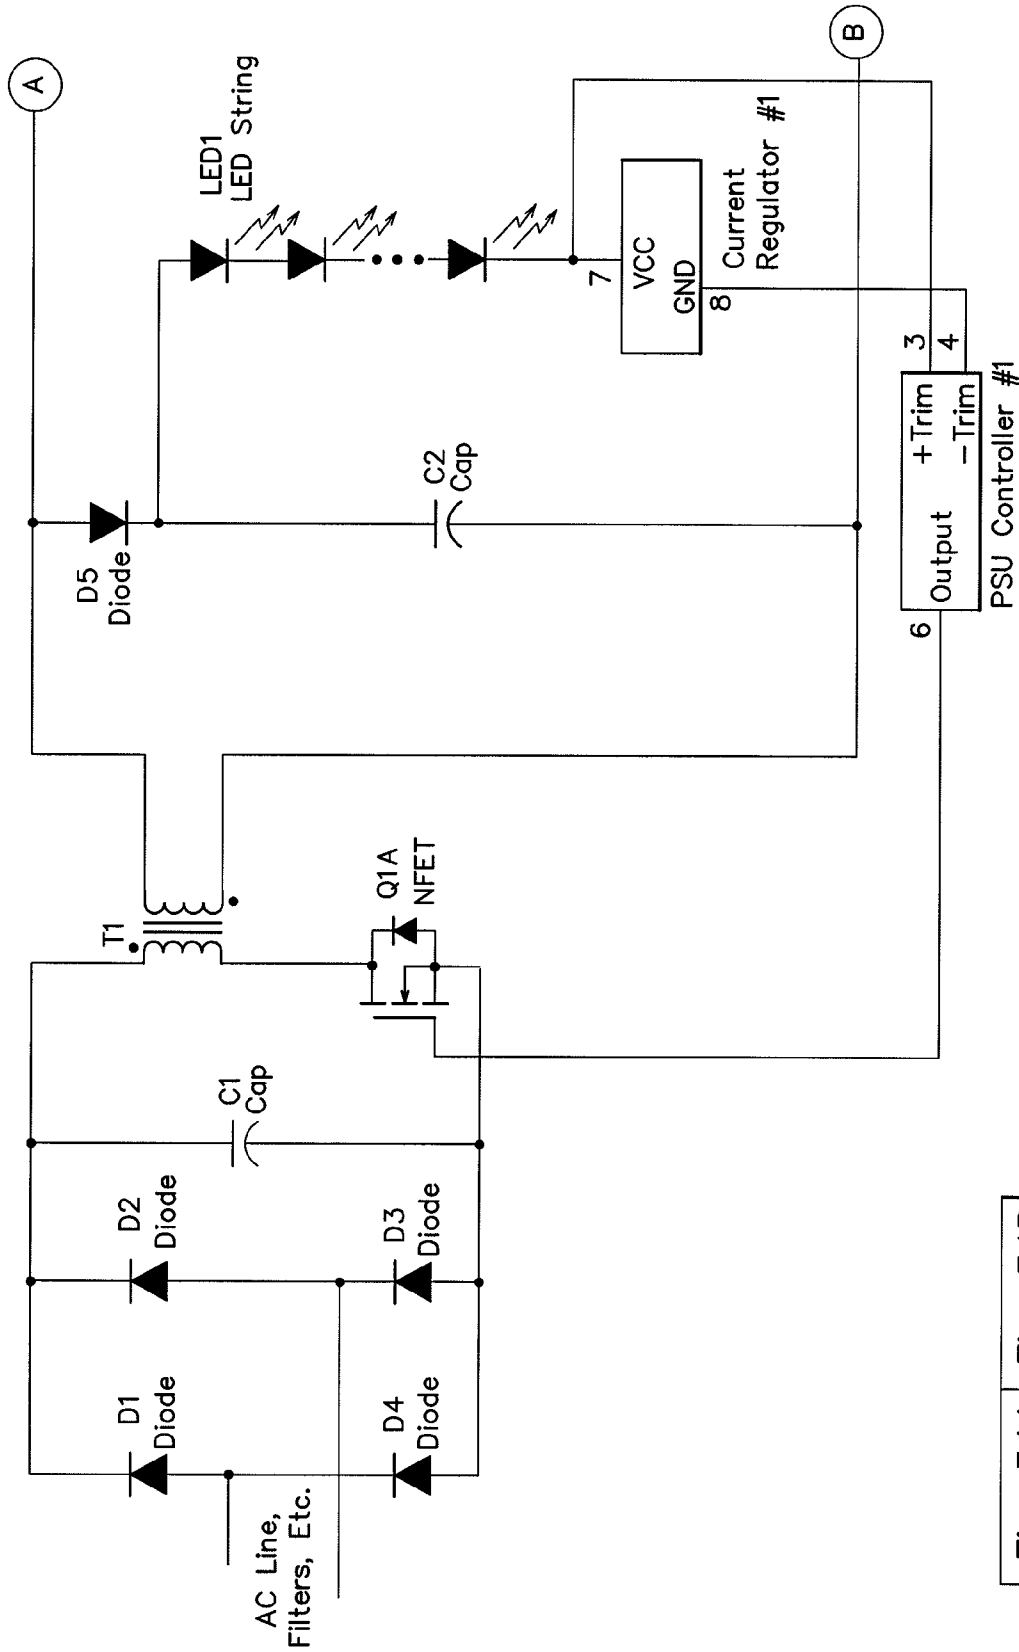 AC Line,
Filters, Etc.
D1
Diode
D4
Diode
D2
Diode
D3
Diode
C1
Cap
T1
Q1A
NFET
D5
Diode
C2
Cap
LED1
LED String
A
B
7
VCC
GND
8
Current
Regulator #1
3
4
+Trim
−Trim
Output
6
PSU Controller #1